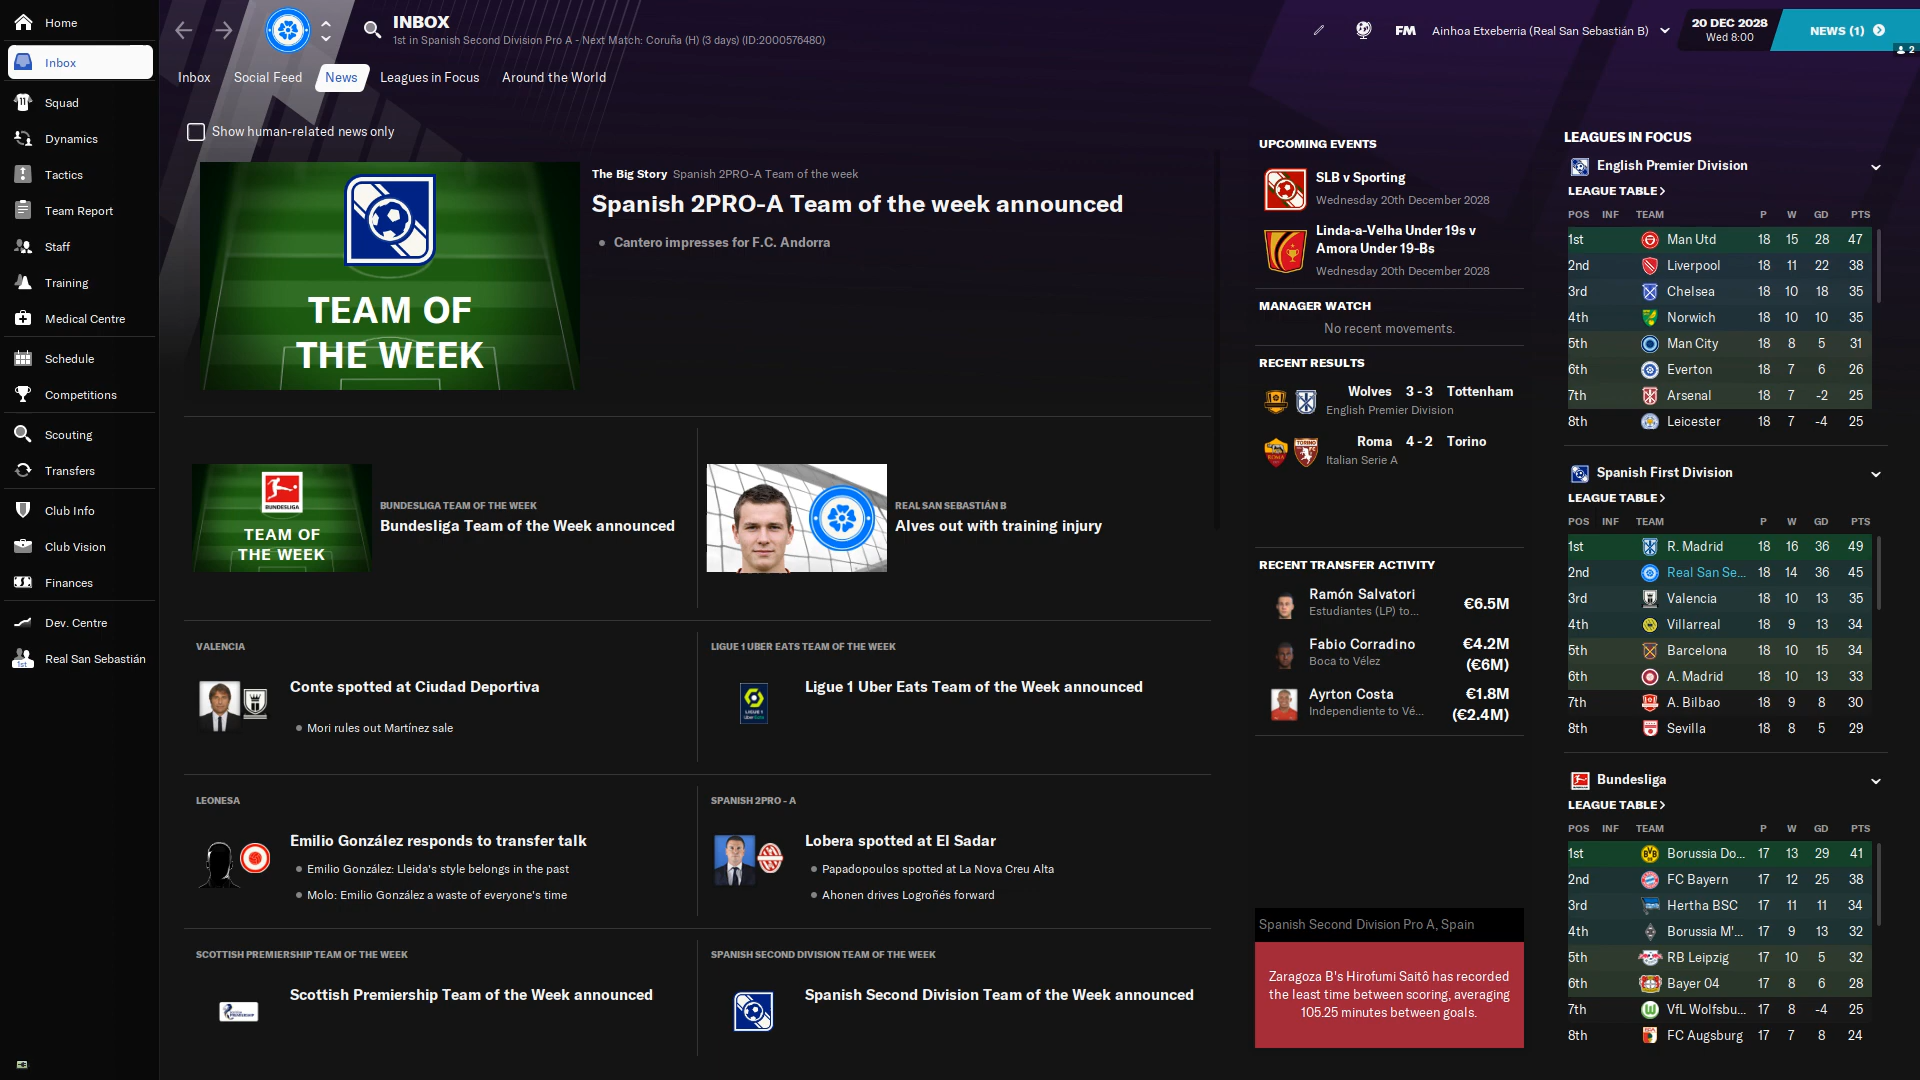 Home
Inbox
Squad
Dynamics
Tactics
Team Report
Staff
Training
Medical Centre
Schedule
Competitions
Scouting
Transfers
Club Info
Club Vision
Finances
Dev. Centre
1st
Real San Sebastián
INBOX
1st in Spanish Second Division Pro A - Next Match: Coruña (H) (3 days) (ID:2000576480)
FM
Ainhoa Etxeberria (Real San Sebastián B)
20 DEC 2028
Wed 8:00
NEWS (1)
2
Inbox
Social Feed
News
Leagues in Focus
Around the World
Show human-related news only
TEAM OF
THE WEEK
The Big Story Spanish 2PRO-A Team of the week
Spanish 2PRO-A Team of the week announced
Cantero impresses for F.C. Andorra
BUNDESLIGA
TEAM OF
THE WEEK
BUNDESLIGA TEAM OF THE WEEK
Bundesliga Team of the Week announced
REAL SAN SEBASTIÁN B
Alves out with training injury
VALENCIA
Conte spotted at Ciudad Deportiva
Mori rules out Martínez sale
LIGUE 1 UBER EATS TEAM OF THE WEEK
Ligue 1 Uber Eats Team of the Week announced
LEONESA
Emilio González responds to transfer talk
Emilio González: Lleida's style belongs in the past
Molo: Emilio González a waste of everyone's time
SPANISH 2PRO - A
Lobera spotted at El Sadar
Papadopoulos spotted at La Nova Creu Alta
Ahonen drives Logroñés forward
SCOTTISH PREMIERSHIP TEAM OF THE WEEK
Scottish Premiership Team of the Week announced
SPANISH SECOND DIVISION TEAM OF THE WEEK
Spanish Second Division Team of the Week announced
UPCOMING EVENTS
SLB v Sporting
Wednesday 20th December 2028
Linda-a-Velha Under 19s v
Amora Under 19-Bs
Wednesday 20th December 2028
MANAGER WATCH
No recent movements.
RECENT RESULTS
Wolves 3 - 3 Tottenham
English Premier Division
Roma 4 - 2 Torino
Italian Serie A
RECENT TRANSFER ACTIVITY
Ramón Salvatori
Estudiantes (LP) to...
€6.5M
Fabio Corradino
Boca to Vélez
€4.2M
(€6M)
Ayrton Costa
Independiente to Vé...
€1.8M
(€2.4M)
Spanish Second Division Pro A, Spain
Zaragoza B's Hirofumi Saitô has recorded
the least time between scoring, averaging
105.25 minutes between goals.
LEAGUES IN FOCUS
English Premier Division
LEAGUE TABLE >
POS INF TEAM P W GD PTS
1st Man Utd 18 15 28 47
2nd Liverpool 18 11 22 38
3rd Chelsea 18 10 18 35
4th Norwich 18 10 10 35
5th Man City 18 8 5 31
6th Everton 18 7 6 26
7th Arsenal 18 7 -2 25
8th Leicester 18 7 -4 25
Spanish First Division
LEAGUE TABLE >
POS INF TEAM P W GD PTS
1st R. Madrid 18 16 36 49
2nd Real San Se... 18 14 36 45
3rd Valencia 18 10 13 35
4th Villarreal 18 9 13 34
5th Barcelona 18 10 15 34
6th A. Madrid 18 10 13 33
7th A. Bilbao 18 9 8 30
8th Sevilla 18 8 5 29
Bundesliga
LEAGUE TABLE >
POS INF TEAM P W GD PTS
1st Borussia Do... 17 13 29 41
2nd FC Bayern 17 12 25 38
3rd Hertha BSC 17 11 11 34
4th Borussia M'... 17 9 13 32
5th RB Leipzig 17 10 5 32
6th Bayer 04 17 8 6 28
7th VfL Wolfsbu... 17 8 -4 25
8th FC Augsburg 17 7 8 24